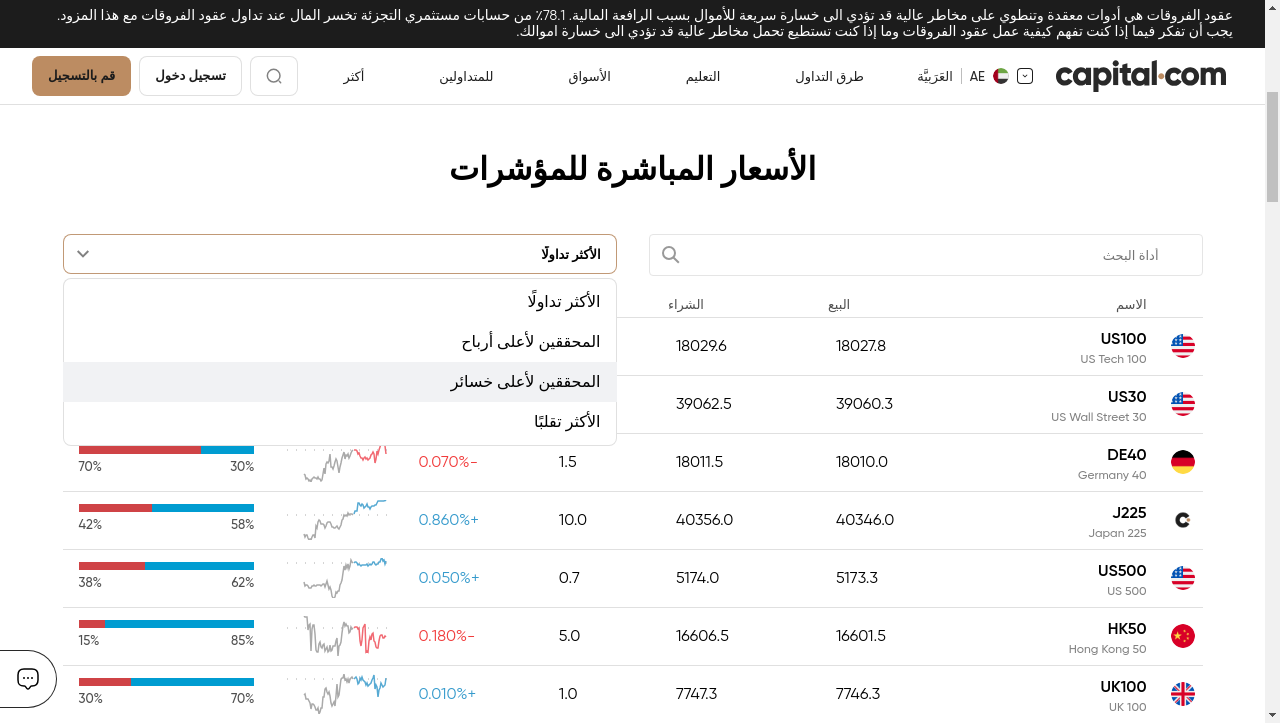 عقود الفروقات هي أدوات معقدة وتنطوي على مخاطر عالية قد تؤدي الى خسارة سريعة للأموال بسبب الرافعة المالية. 78.1٪ من حسابات مستثمري التجزئة تخسر المال عند تداول عقود الفروقات مع هذا المزود.
يجب أن تفكر فيما إذا كنت تفهم كيفية عمل عقود الفروقات وما إذا كنت تستطيع تحمل مخاطر عالية قد تؤدي الى خسارة اموالك.
capital.com
AE | العَرَبيَّة
طرق التداول
التعليم
الأسواق
للمتداولين
أكثر
تسجيل دخول
قم بالتسجيل
الأسعار المباشرة للمؤشرات
أداة البحث
الأكثر تداولًا
الأكثر تداولًا
المحققين لأعلى أرباح
المحققين لأعلى خسائر
الأكثر تقلبًا
الاسم البيع الشراء
US100 18027.8 18029.6
US Tech 100
US30 39060.3 39062.5
US Wall Street 30
DE40 18010.0 18011.5 1.5 0.070%− 30% 70%
Germany 40
J225 40346.0 40356.0 10.0 0.860%+ 58% 42%
Japan 225
US500 5173.3 5174.0 0.7 0.050%+ 62% 38%
US 500
HK50 16601.5 16606.5 5.0 0.180%− 85% 15%
Hong Kong 50
UK100 7746.3 7747.3 1.0 0.010%+ 70% 30%
UK 100